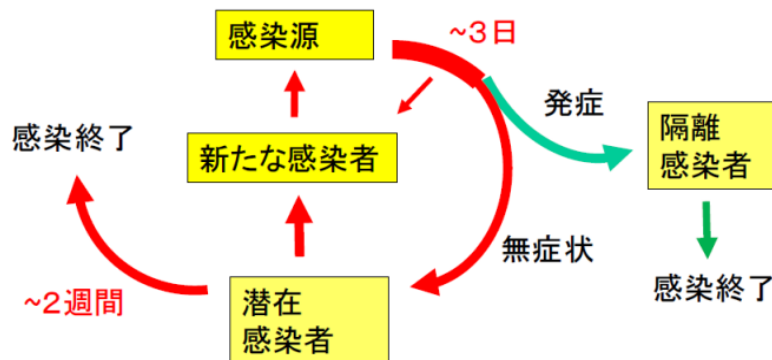 感染源
~3日
発症
隔離
感染者
感染終了
新たな感染者
無症状
感染終了
~2週間
潜在
感染者